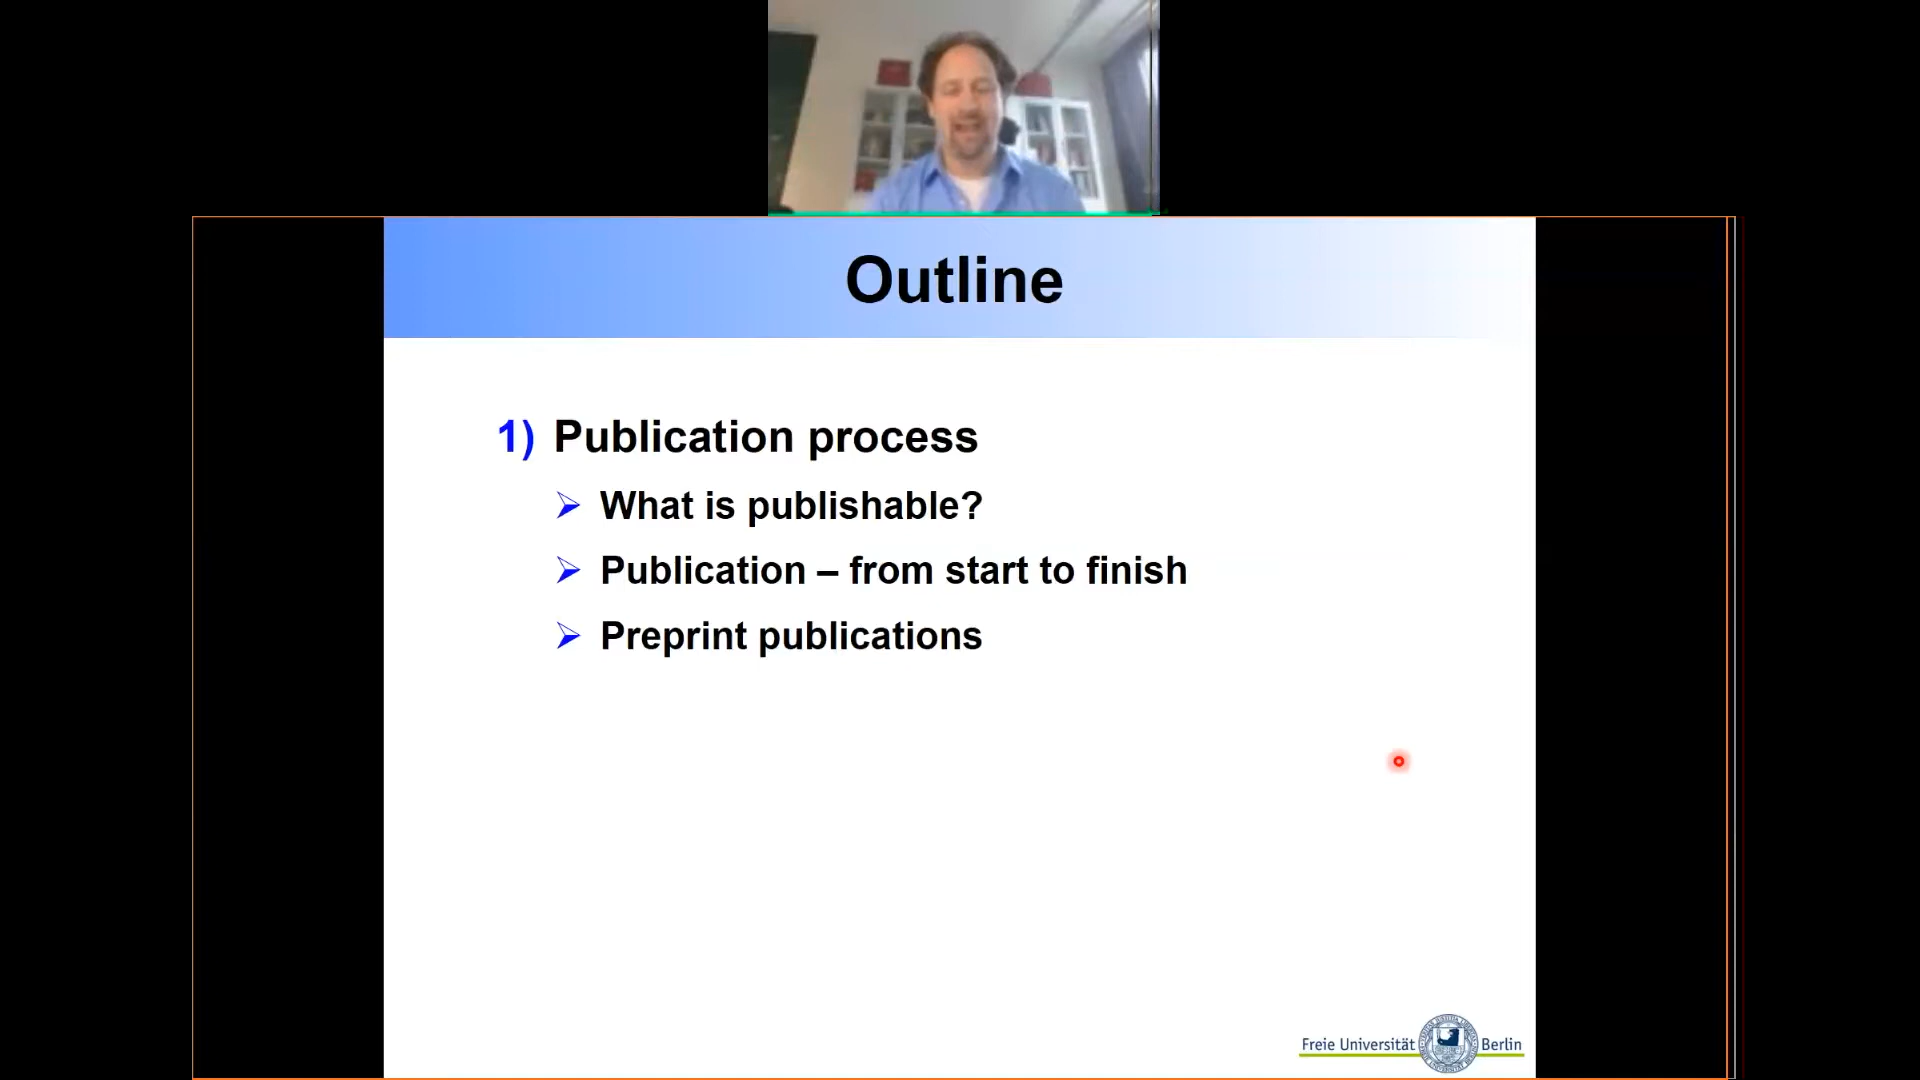 Outline
1) Publication process
➢ What is publishable?
➢ Publication – from start to finish
➢ Preprint publications
Freie Universität Berlin